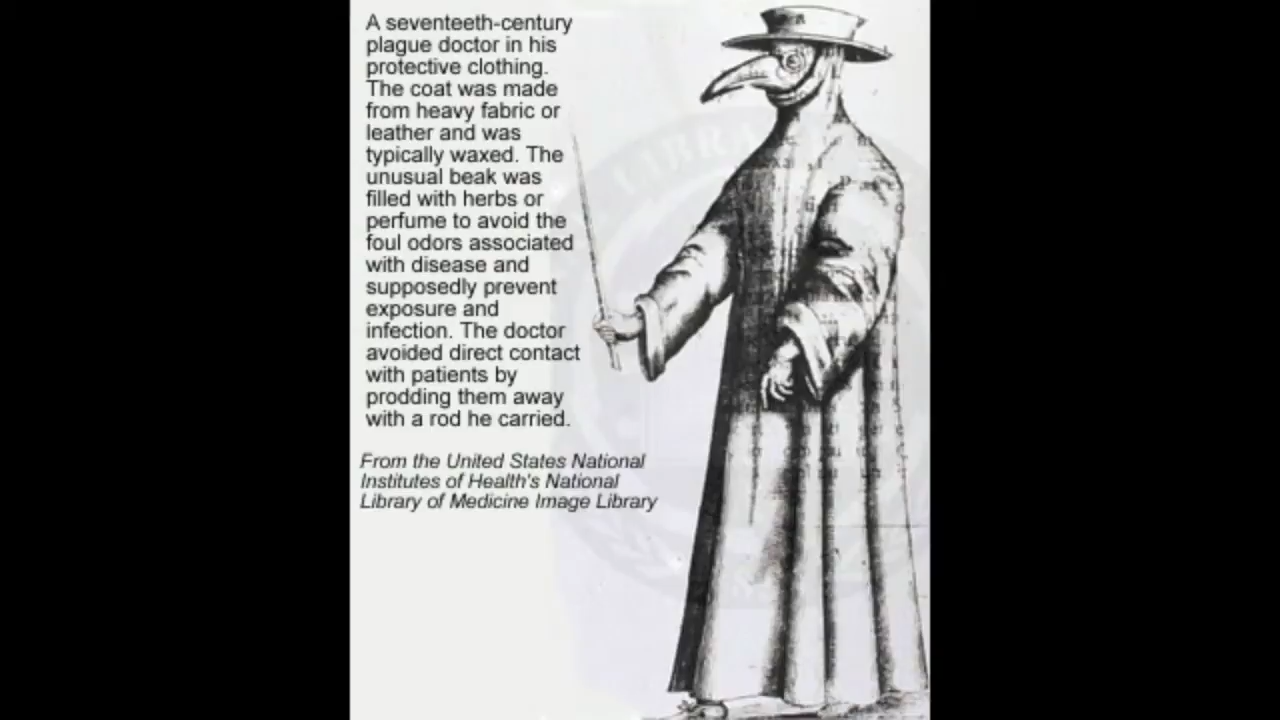 A seventeeth-century
plague doctor in his
protective clothing.
The coat was made
from heavy fabric or
leather and was
typically waxed. The
unusual beak was
filled with herbs or
perfume to avoid the
foul odors associated
with disease and
supposedly prevent
exposure and
infection. The doctor
avoided direct contact
with patients by
prodding them away
with a rod he carried.
From the United States National
Institutes of Health's National
Library of Medicine Image Library